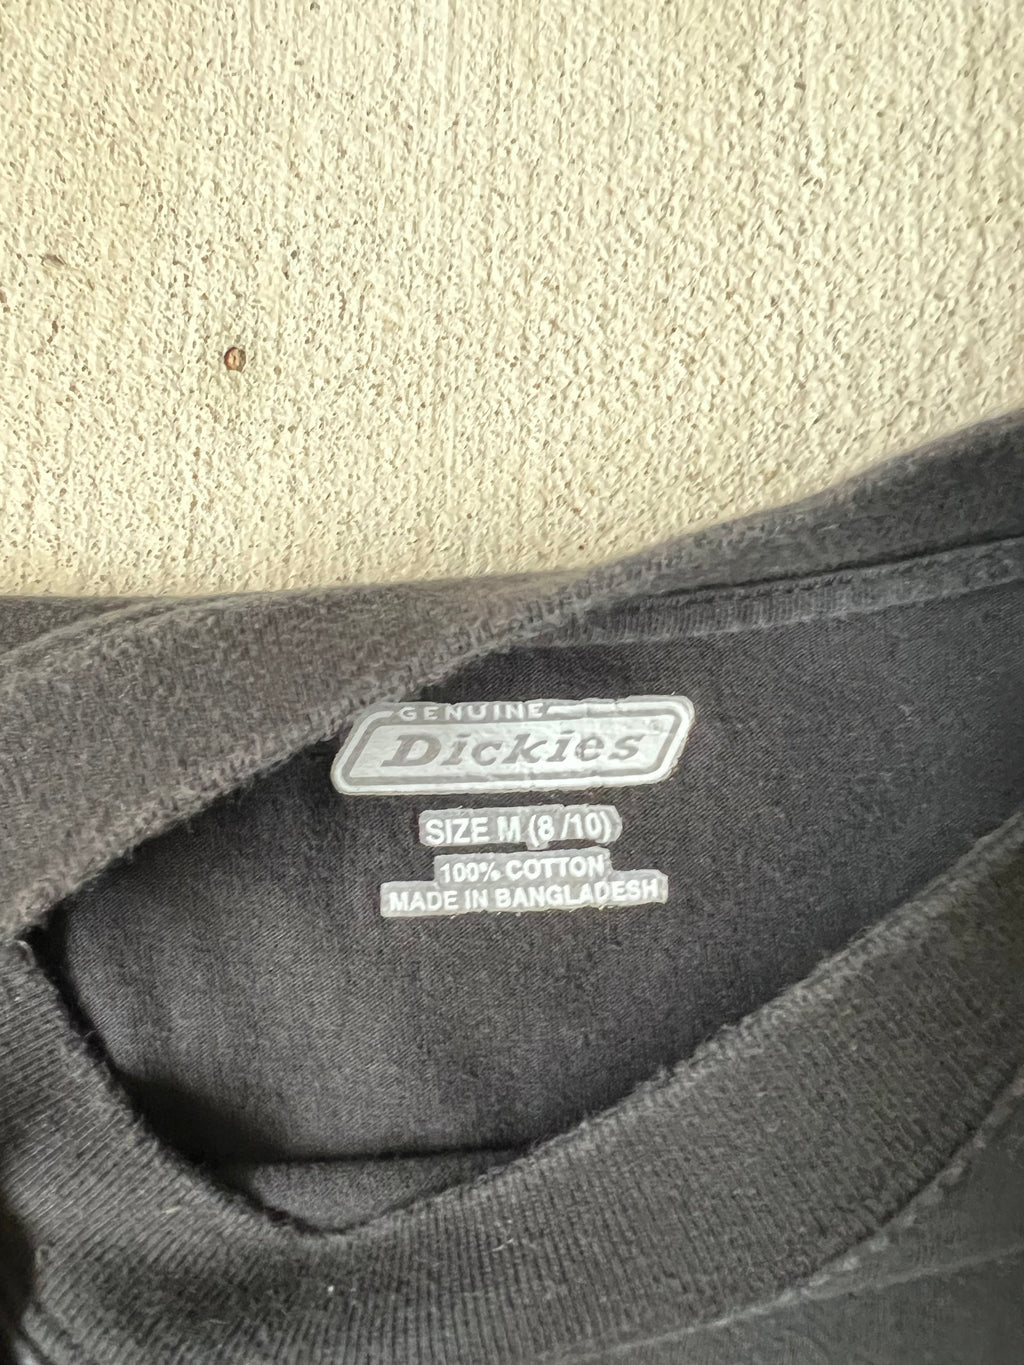 GENUINE
Dickies
SIZE M (8/10)
100% COTTON
MADE IN BANGLADESH